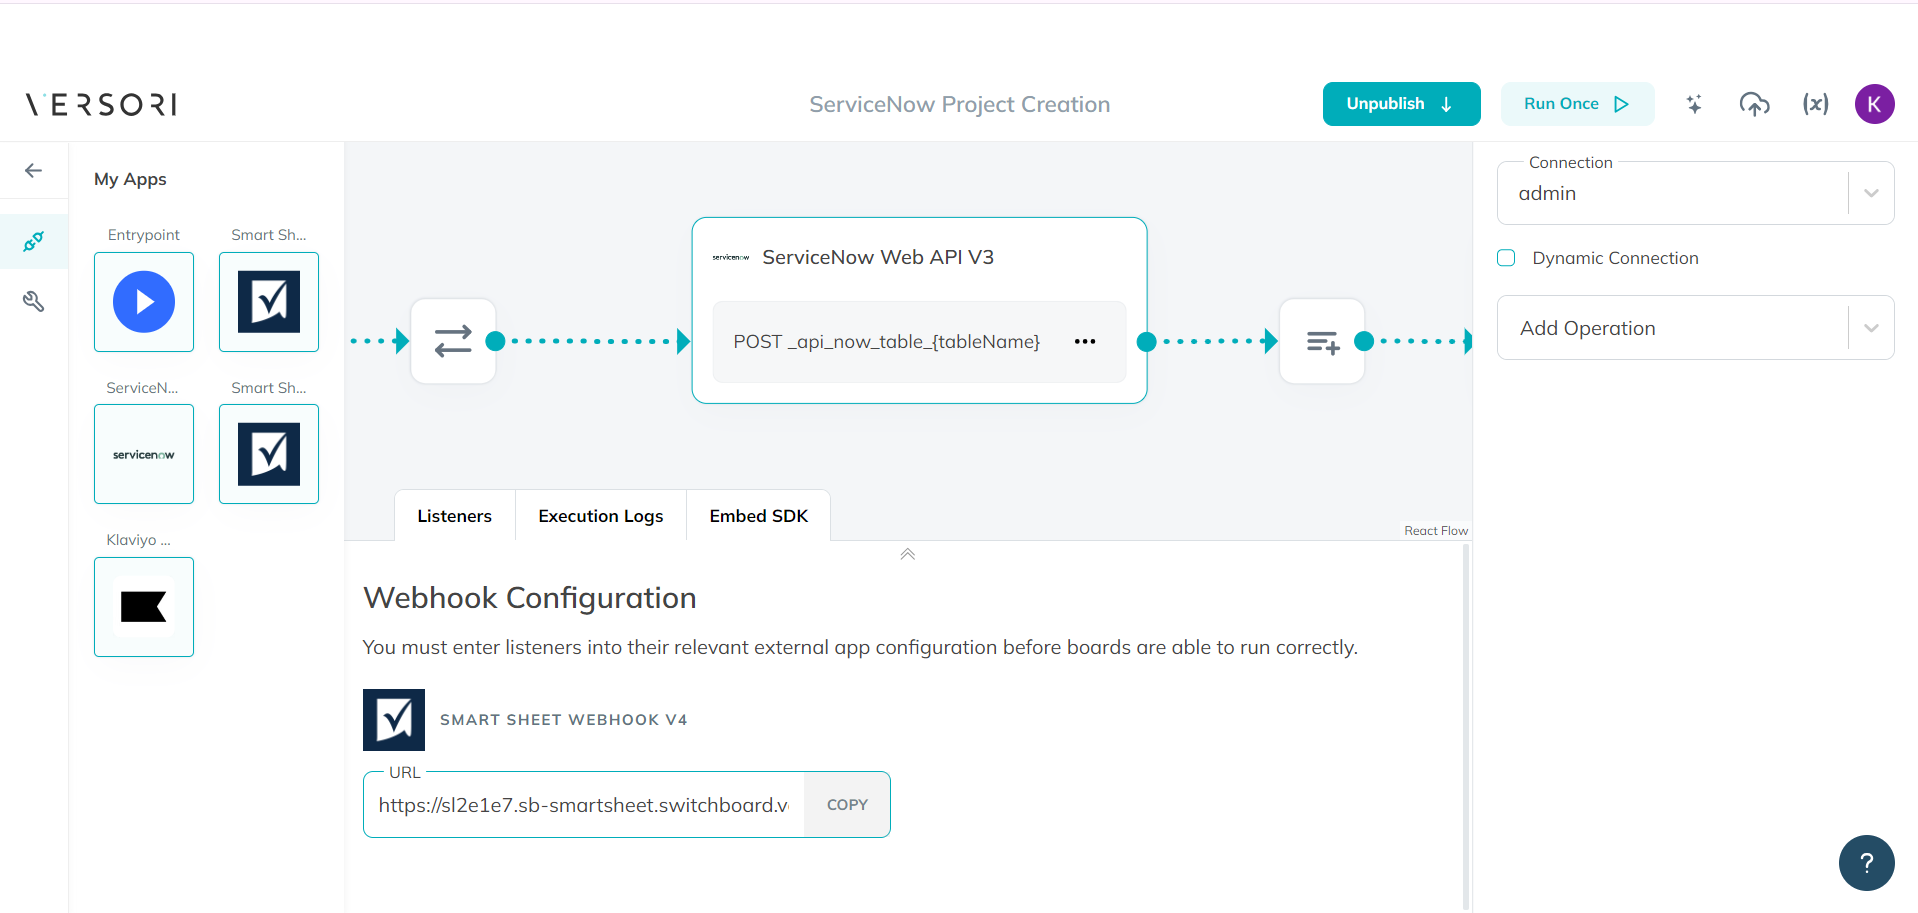 VERSORI
ServiceNow Project Creation
Unpublish
Run Once
(x)
K
My Apps
Entrypoint
Smart Sh...
ServiceN...
servicenow
Smart Sh...
Klaviyo ...
servicenow
ServiceNow Web API V3
POST _api_now_table_{tableName}
React Flow
Listeners
Execution Logs
Embed SDK
Webhook Configuration
You must enter listeners into their relevant external app configuration before boards are able to run correctly.
SMART SHEET WEBHOOK V4
URL
https://sl2e1e7.sb-smartsheet.switchboard.v
COPY
Connection
admin
Dynamic Connection
Add Operation
?